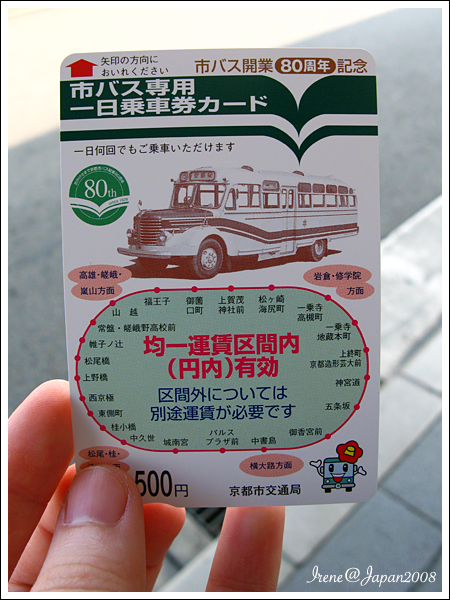 矢印の方向に
おいれください
市バス開業80周年記念
市バス専用
一日乗車券カード
一日何回でもご乗車いただけます
80th
高雄・嵯峨・
嵐山方面
岩倉・修学院
方面
山越
福王子
御薗
口町
上賀茂
神社前
松ヶ崎
海尻町
一乗寺
高槻町
一乗寺
地蔵本町
常盤・嵯峨野高校前
帷子ノ辻
上終町
京都造形芸大前
松尾橋
神宮道
上野橋
五条坂
西京極
東側町
桂小橋
中久世
城南宮
パルス
プラザ前
中書島
御香宮前
均一運賃区間内
(円内)有効
区間外については
別途運賃が必要です
松尾・桂・
横大路方面
500円
京都市交通局
Irene@Japan2008